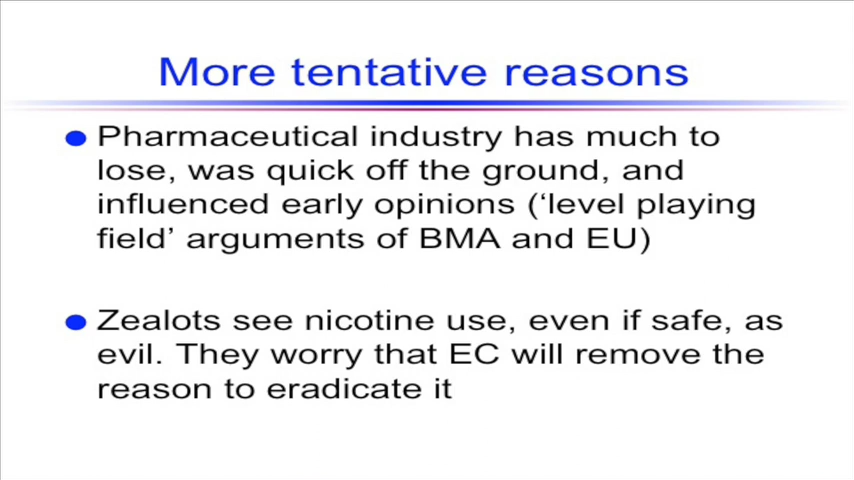 More tentative reasons
Pharmaceutical industry has much to
lose, was quick off the ground, and
influenced early opinions (‘level playing
field’ arguments of BMA and EU)
Zealots see nicotine use, even if safe, as
evil. They worry that EC will remove the
reason to eradicate it